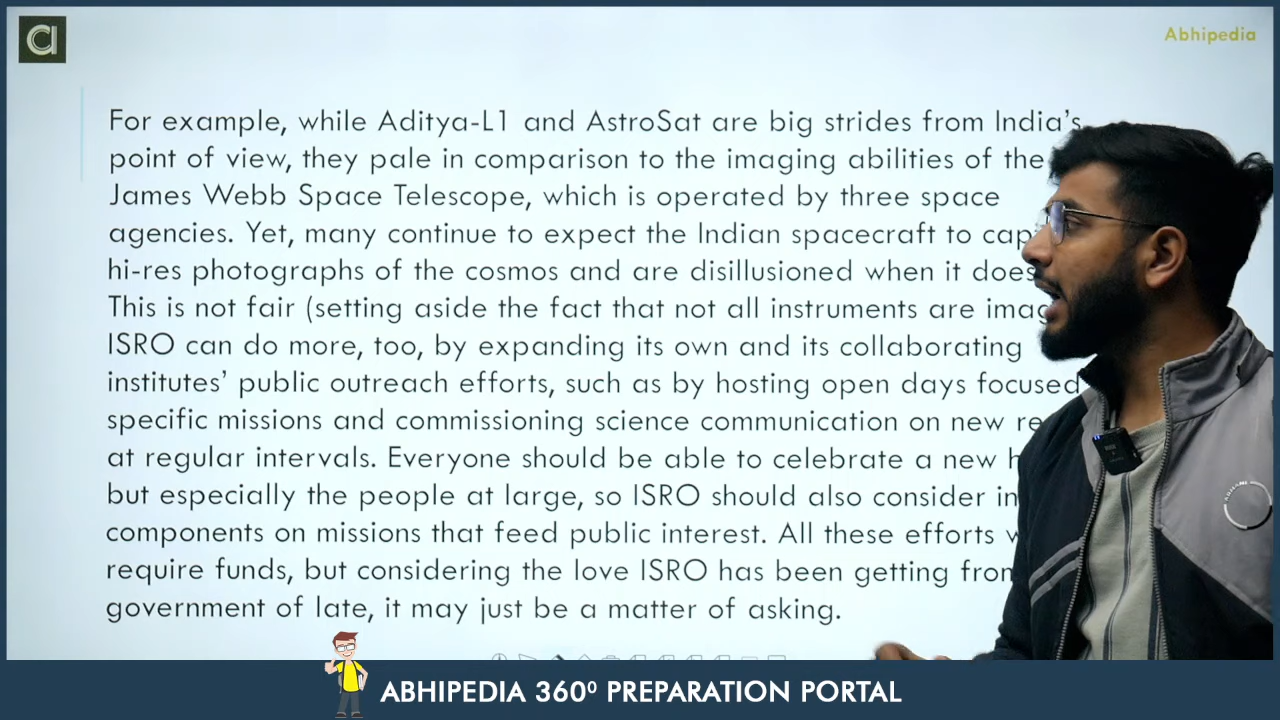 Abhipedia
For example, while Aditya-L1 and AstroSat are big strides from India's
point of view, they pale in comparison to the imaging abilities of the
James Webb Space Telescope, which is operated by three space
agencies. Yet, many continue to expect the Indian spacecraft to
hi-res photographs of the cosmos and are disillusioned when it
This is not fair (setting aside the fact that not all instruments are
ISRO can do more, too, by expanding its own and its collaborating
institutes' public outreach efforts, such as by hosting open days focused
specific missions and commissioning science communication on new
at regular intervals. Everyone should be able to celebrate a new
but especially the people at large, so ISRO should also consider
components on missions that feed public interest. All these efforts
require funds, but considering the love ISRO has been getting
government of late, it may just be a matter of asking.
ABHIPEDIA 360⁰ PREPARATION PORTAL